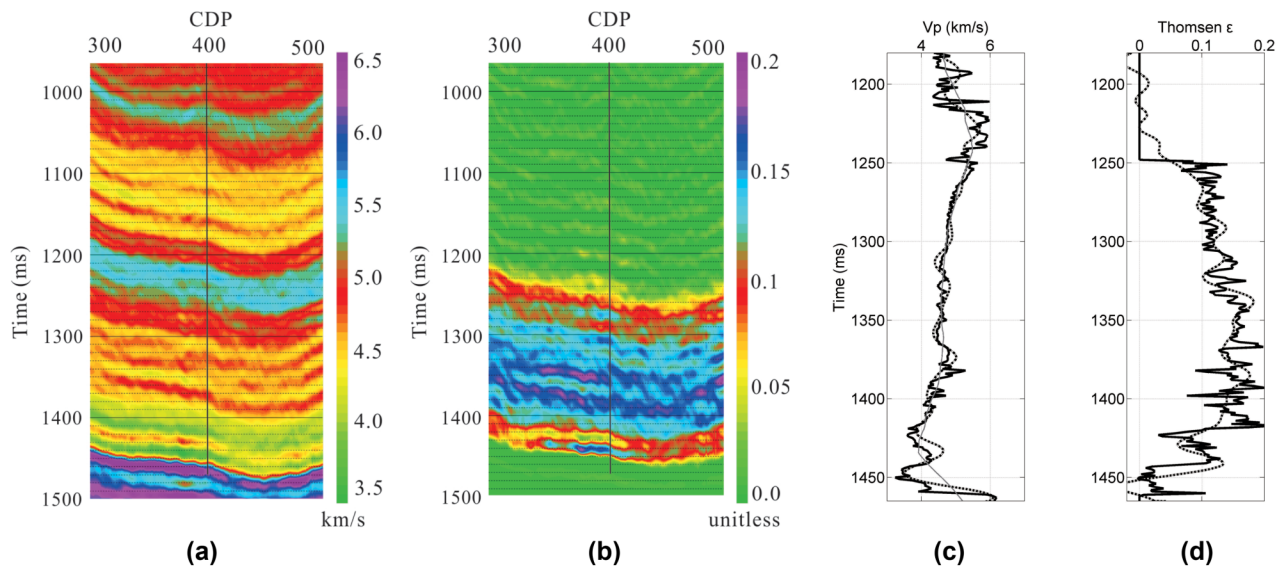 CDP
300 400 500
Time (ms)
1000
1100
1200
1300
1400
1500
6.5
6.0
5.5
5.0
4.5
4.0
3.5
km/s
(a)
CDP
300 400 500
Time (ms)
1000
1100
1200
1300
1400
1500
0.2
0.15
0.1
0.05
0.0
unitless
(b)
Vp (km/s)
4 6
Time (ms)
1200
1250
1300
1350
1400
1450
(c)
Thomsen ε
0 0.1 0.2
Time (ms)
1200
1250
1300
1350
1400
1450
(d)